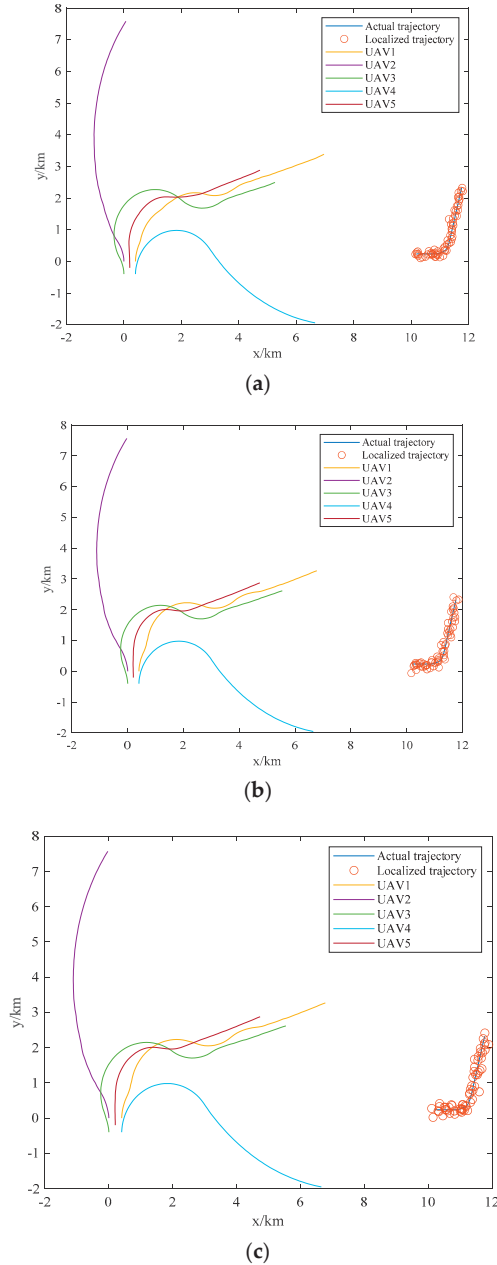 8
7
6
5
4
3
2
1
0
-1
-2
y/km
Actual trajectory
Localized trajectory
UAV1
UAV2
UAV3
UAV4
UAV5
-2 0 2 4 6 8 10 12
x/km
(a)
8
7
6
5
4
3
2
1
0
-1
-2
y/km
Actual trajectory
Localized trajectory
UAV1
UAV2
UAV3
UAV4
UAV5
-2 0 2 4 6 8 10 12
x/km
(b)
8
7
6
5
4
3
2
1
0
-1
-2
y/km
Actual trajectory
Localized trajectory
UAV1
UAV2
UAV3
UAV4
UAV5
-2 0 2 4 6 8 10 12
x/km
(c)